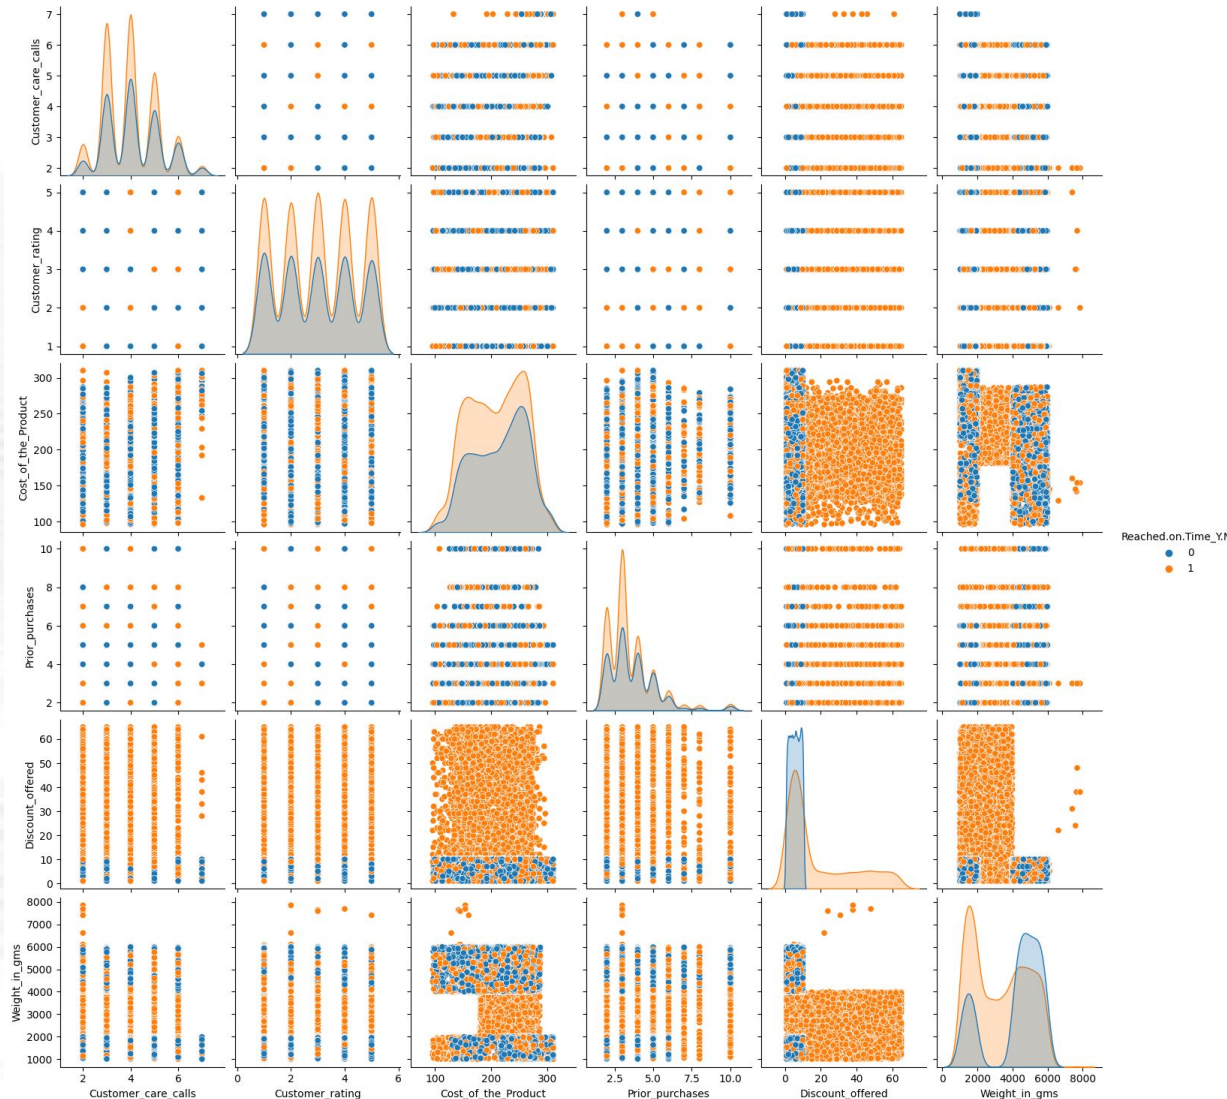 7
6
5
4
3
2
Customer_care_calls
5
4
3
2
1
Customer_rating
300
250
200
150
100
Cost_of_the_Product
10
8
6
4
2
Prior_purchases
Reached.on.Time_Y.N
0
1
60
50
40
30
20
10
0
Discount_offered
8000
7000
6000
5000
4000
3000
2000
1000
Weight_in_gms
2 4 6
0 2 4 6
100 200 300
2.5 5.0 7.5 10.0
0 20 40 60
0 2000 4000 6000 8000
Customer_care_calls
Customer_rating
Cost_of_the_Product
Prior_purchases
Discount_offered
Weight_in_gms